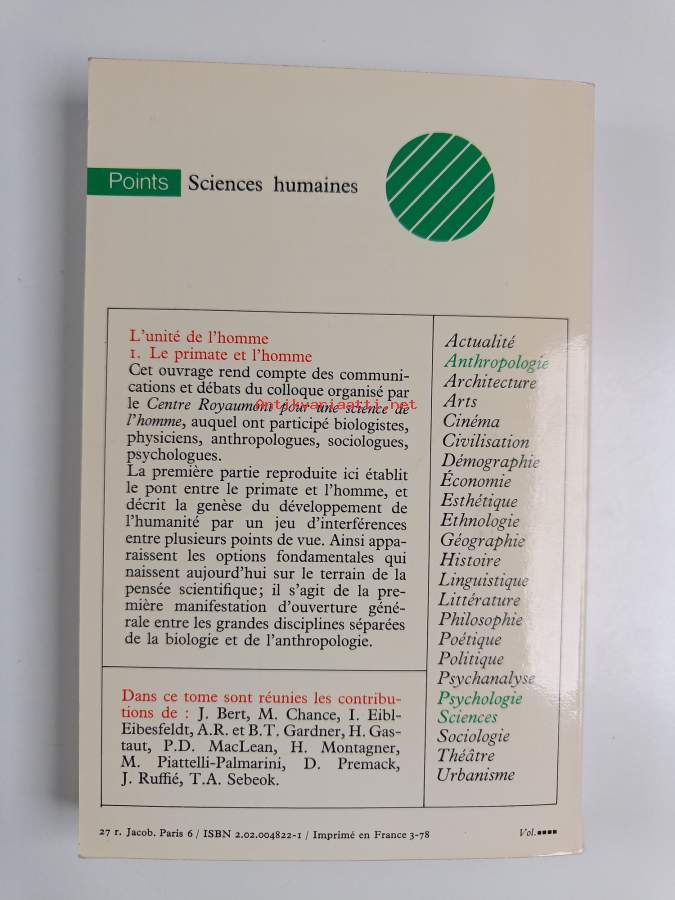 Points Sciences humaines
L'unité de l'homme
1. Le primate et l'homme
Cet ouvrage rend compte des communi-
cations et débats du colloque organisé par
le Centre Royaumont pour une science de
l'homme, auquel ont participé biologistes,
physiciens, anthropologues, sociologues,
psychologues.
La première partie reproduite ici établit
le pont entre le primate et l'homme, et
décrit la genèse du développement de
l'humanité par un jeu d'interférences
entre plusieurs points de vue. Ainsi appa-
raissent les options fondamentales qui
naissent aujourd'hui sur le terrain de la
pensée scientifique; il s'agit de la pre-
mière manifestation d'ouverture géné-
rale entre les grandes disciplines séparées
de la biologie et de l'anthropologie.
Dans ce tome sont réunies les contribu-
tions de : J. Bert, M. Chance, I. Eibl-
Eibesfeldt, A.R. et B.T. Gardner, H. Gas-
taut, P.D. MacLean, H. Montagner,
M. Piattelli-Palmarini, D. Premack,
J. Ruffié, T.A. Sebeok.
Actualité
Anthropologie
Architecture
Arts
Cinéma
Civilisation
Démographie
Économie
Esthétique
Ethnologie
Géographie
Histoire
Linguistique
Littérature
Philosophie
Poétique
Politique
Psychanalyse
Psychologie
Sciences
Sociologie
Théâtre
Urbanisme
27 r. Jacob. Paris 6 / ISBN 2.02.004822-1 / Imprimé en France 3-78
Vol.
Antikvariaatti.net